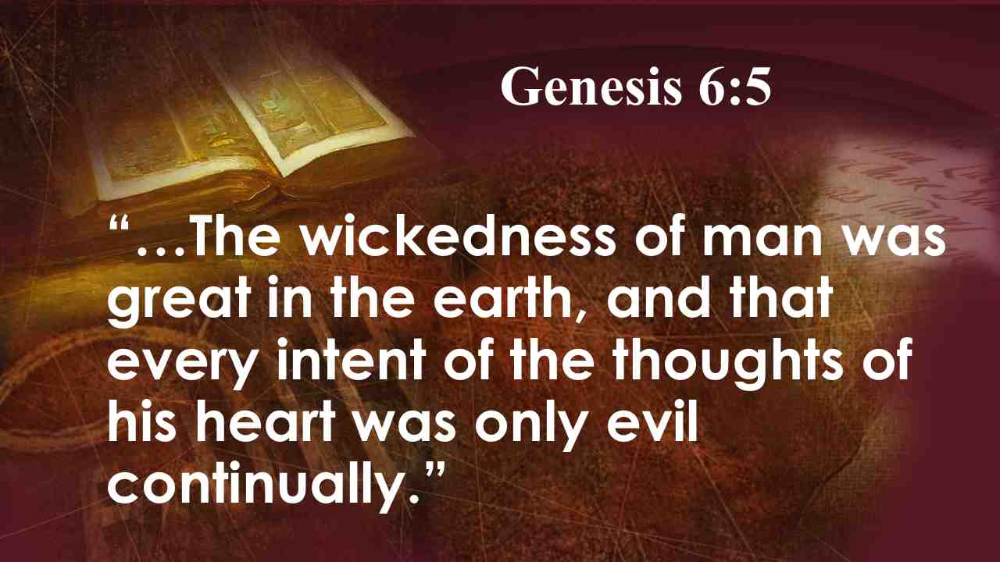 Genesis 6:5
“…The wickedness of man was
great in the earth, and that
every intent of the thoughts of
his heart was only evil
continually.”